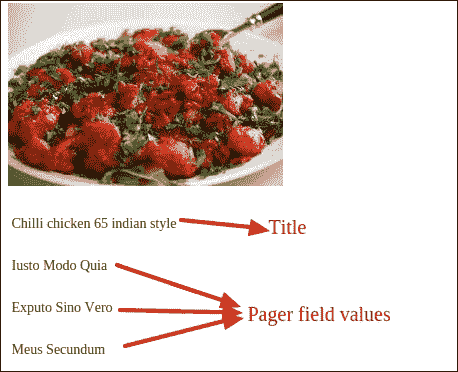 Chilli chicken 65 indian style
Title
Iusto Modo Quia
Exputo Sino Vero
Pager field values
Meus Secundum